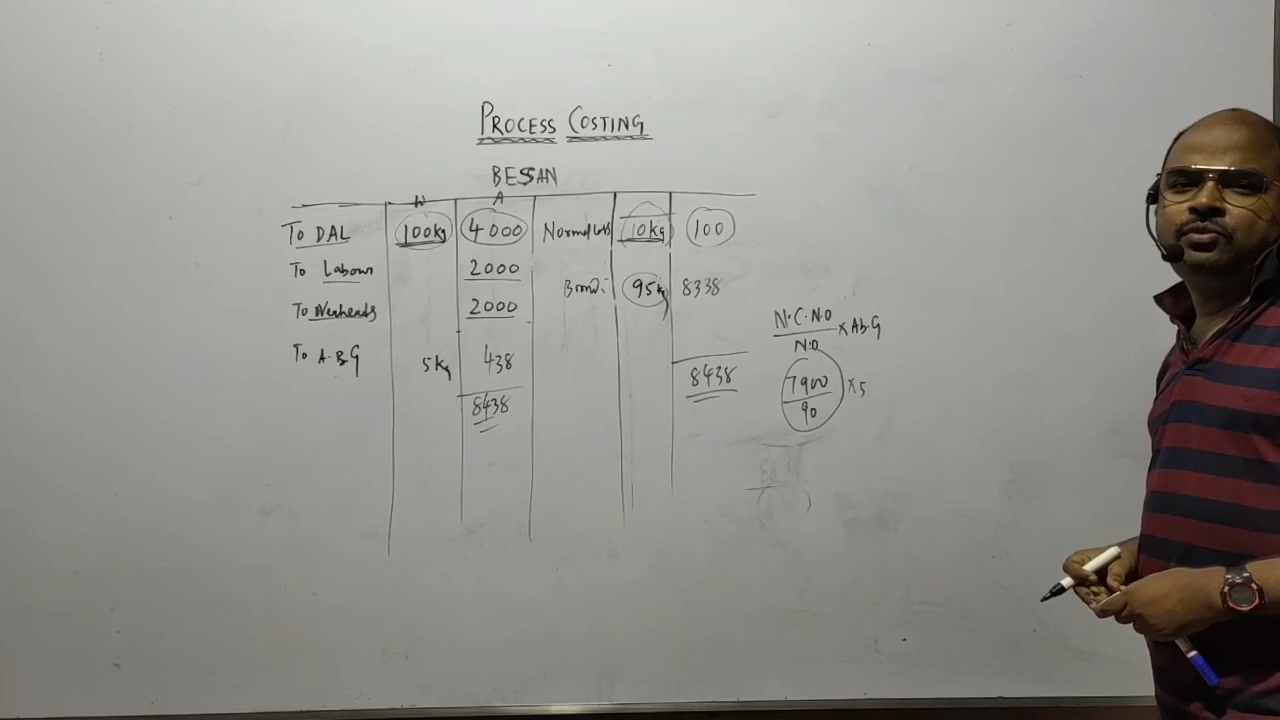 PROCESS COSTING
BESAN
W A
To DAL 100kg 4000 Normal Loss 10kg 100
To Labour 2000
95kg 8338
To Overheads 2000
N.C.N.O
N.O
x Ab.G
To A.B.G 5kg 438
8438
7900
90
x 5
8438